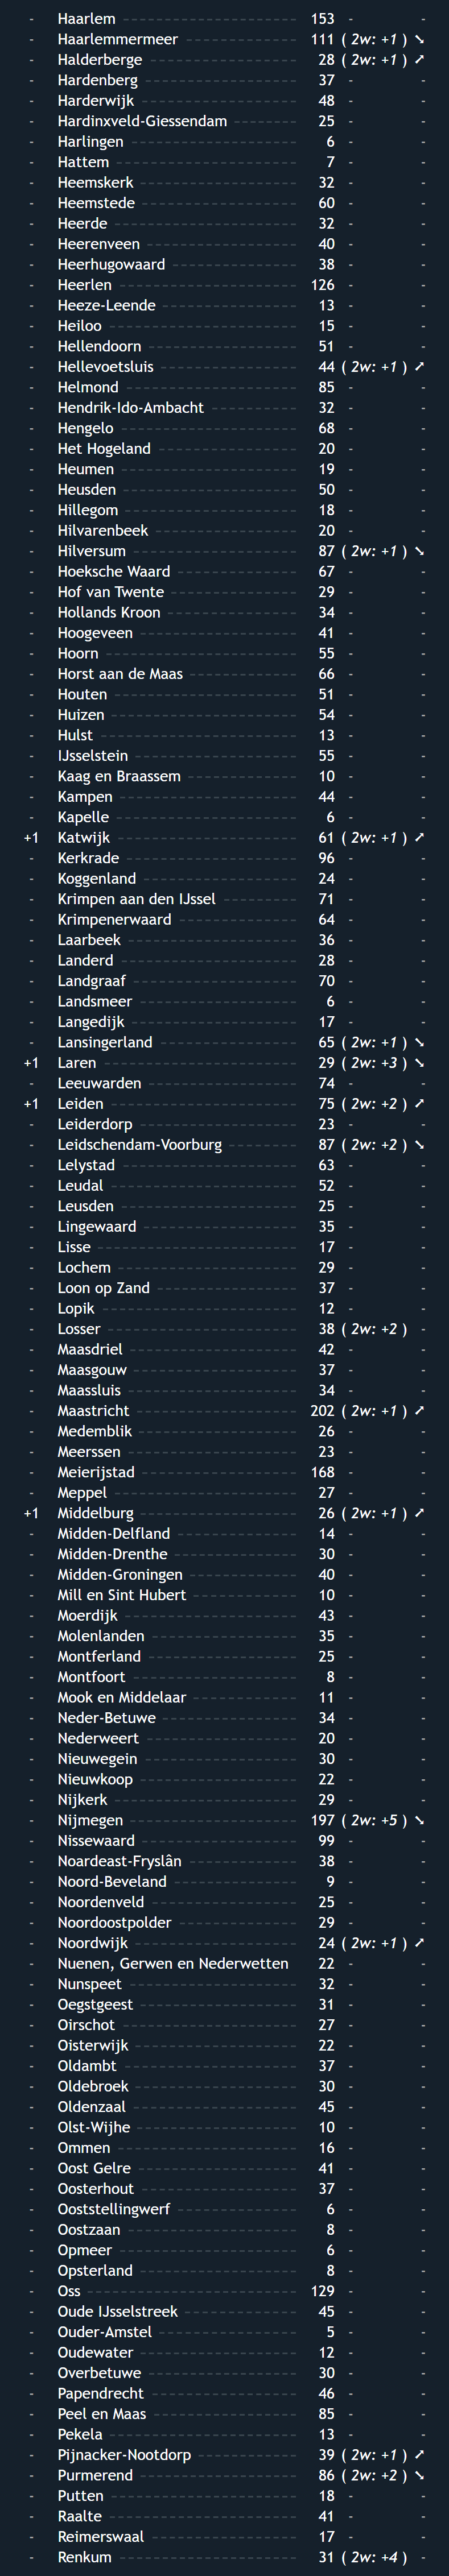 - Haarlem 153 - -
- Haarlemmermeer 111 ( 2w: +1 ) ➘
- Halderberge 28 ( 2w: +1 ) ➚
- Hardenberg 37 - -
- Harderwijk 48 - -
- Hardinxveld-Giessendam 25 - -
- Harlingen 6 - -
- Hattem 7 - -
- Heemskerk 32 - -
- Heemstede 60 - -
- Heerde 32 - -
- Heerenveen 40 - -
- Heerhugowaard 38 - -
- Heerlen 126 - -
- Heeze-Leende 13 - -
- Heiloo 15 - -
- Hellendoorn 51 - -
- Hellevoetsluis 44 ( 2w: +1 ) ➚
- Helmond 85 - -
- Hendrik-Ido-Ambacht 32 - -
- Hengelo 68 - -
- Het Hogeland 20 - -
- Heumen 19 - -
- Heusden 50 - -
- Hillegom 18 - -
- Hilvarenbeek 20 - -
- Hilversum 87 ( 2w: +1 ) ➘
- Hoeksche Waard 67 - -
- Hof van Twente 29 - -
- Hollands Kroon 34 - -
- Hoogeveen 41 - -
- Hoorn 55 - -
- Horst aan de Maas 66 - -
- Houten 51 - -
- Huizen 54 - -
- Hulst 13 - -
- IJsselstein 55 - -
- Kaag en Braassem 10 - -
- Kampen 44 - -
- Kapelle 6 - -
+1 Katwijk 61 ( 2w: +1 ) ➚
- Kerkrade 96 - -
- Koggenland 24 - -
- Krimpen aan den IJssel 71 - -
- Krimpenerwaard 64 - -
- Laarbeek 36 - -
- Landerd 28 - -
- Landgraaf 70 - -
- Landsmeer 6 - -
- Langedijk 17 - -
- Lansingerland 65 ( 2w: +1 ) ➘
+1 Laren 29 ( 2w: +3 ) ➘
- Leeuwarden 74 - -
+1 Leiden 75 ( 2w: +2 ) ➚
- Leiderdorp 23 - -
- Leidschendam-Voorburg 87 ( 2w: +2 ) ➘
- Lelystad 63 - -
- Leudal 52 - -
- Leusden 25 - -
- Lingewaard 35 - -
- Lisse 17 - -
- Lochem 29 - -
- Loon op Zand 37 - -
- Lopik 12 - -
- Losser 38 ( 2w: +2 ) -
- Maasdriel 42 - -
- Maasgouw 37 - -
- Maassluis 34 - -
- Maastricht 202 ( 2w: +1 ) ➚
- Medemblik 26 - -
- Meerssen 23 - -
- Meierijstad 168 - -
- Meppel 27 - -
+1 Middelburg 26 ( 2w: +1 ) ➚
- Midden-Delfland 14 - -
- Midden-Drenthe 30 - -
- Midden-Groningen 40 - -
- Mill en Sint Hubert 10 - -
- Moerdijk 43 - -
- Molenlanden 35 - -
- Montferland 25 - -
- Montfoort 8 - -
- Mook en Middelaar 11 - -
- Neder-Betuwe 34 - -
- Nederweert 20 - -
- Nieuwegein 30 - -
- Nieuwkoop 22 - -
- Nijkerk 29 - -
- Nijmegen 197 ( 2w: +5 ) ➘
- Nissewaard 99 - -
- Noardeast-Fryslân 38 - -
- Noord-Beveland 9 - -
- Noordenveld 25 - -
- Noordoostpolder 29 - -
- Noordwijk 24 ( 2w: +1 ) ➚
- Nuenen, Gerwen en Nederwetten 22 - -
- Nunspeet 32 - -
- Oegstgeest 31 - -
- Oirschot 27 - -
- Oisterwijk 22 - -
- Oldambt 37 - -
- Oldebroek 30 - -
- Oldenzaal 45 - -
- Olst-Wijhe 10 - -
- Ommen 16 - -
- Oost Gelre 41 - -
- Oosterhout 37 - -
- Ooststellingwerf 6 - -
- Oostzaan 8 - -
- Opmeer 6 - -
- Opsterland 8 - -
- Oss 129 - -
- Oude IJsselstreek 45 - -
- Ouder-Amstel 5 - -
- Oudewater 12 - -
- Overbetuwe 30 - -
- Papendrecht 46 - -
- Peel en Maas 85 - -
- Pekela 13 - -
- Pijnacker-Nootdorp 39 ( 2w: +1 ) ➚
- Purmerend 86 ( 2w: +2 ) ➘
- Putten 18 - -
- Raalte 41 - -
- Reimerswaal 17 - -
- Renkum 31 ( 2w: +4 ) -